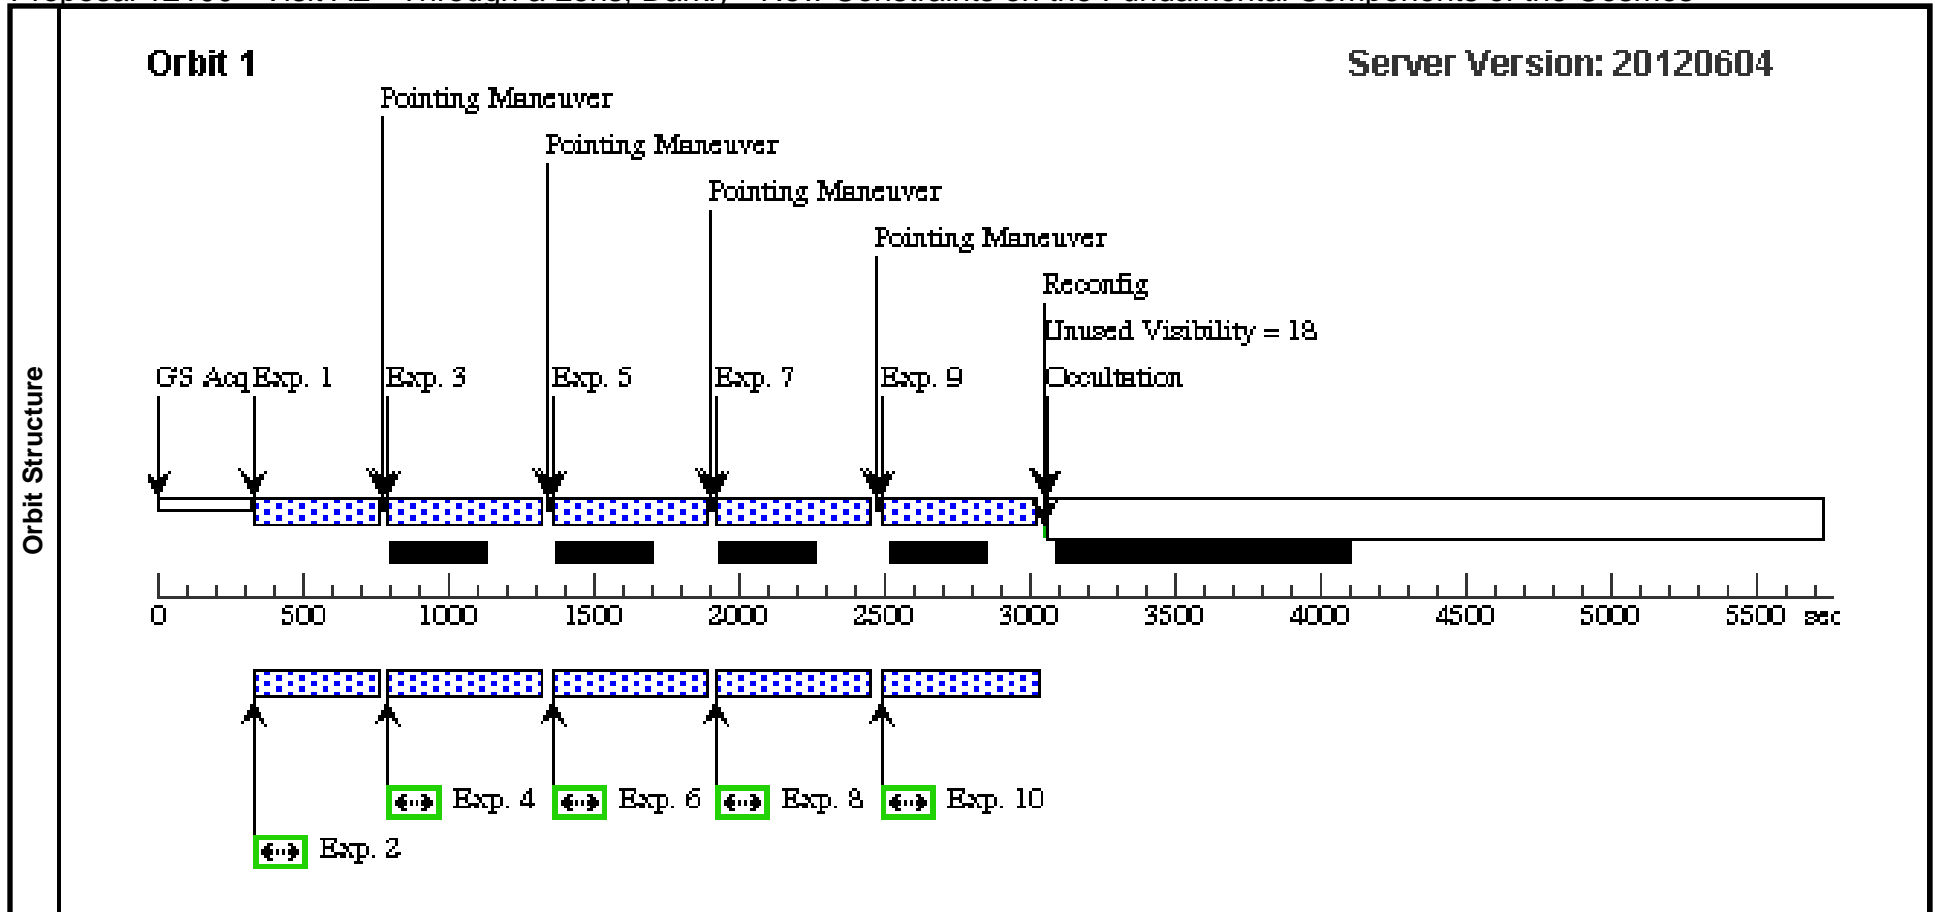 Orbit Structure
Orbit 1
Server Version: 20120604
Pointing Maneuver
Pointing Maneuver
Pointing Maneuver
Pointing Maneuver
Reconfig
Unused Visibility = 18
GS Acq
Exp. 1
Exp. 3
Exp. 5
Exp. 7
Exp. 9
Occultation
0 500 1000 1500 2000 2500 3000 3500 4000 4500 5000 5500 sec
Exp. 4
Exp. 6
Exp. 8
Exp. 10
Exp. 2